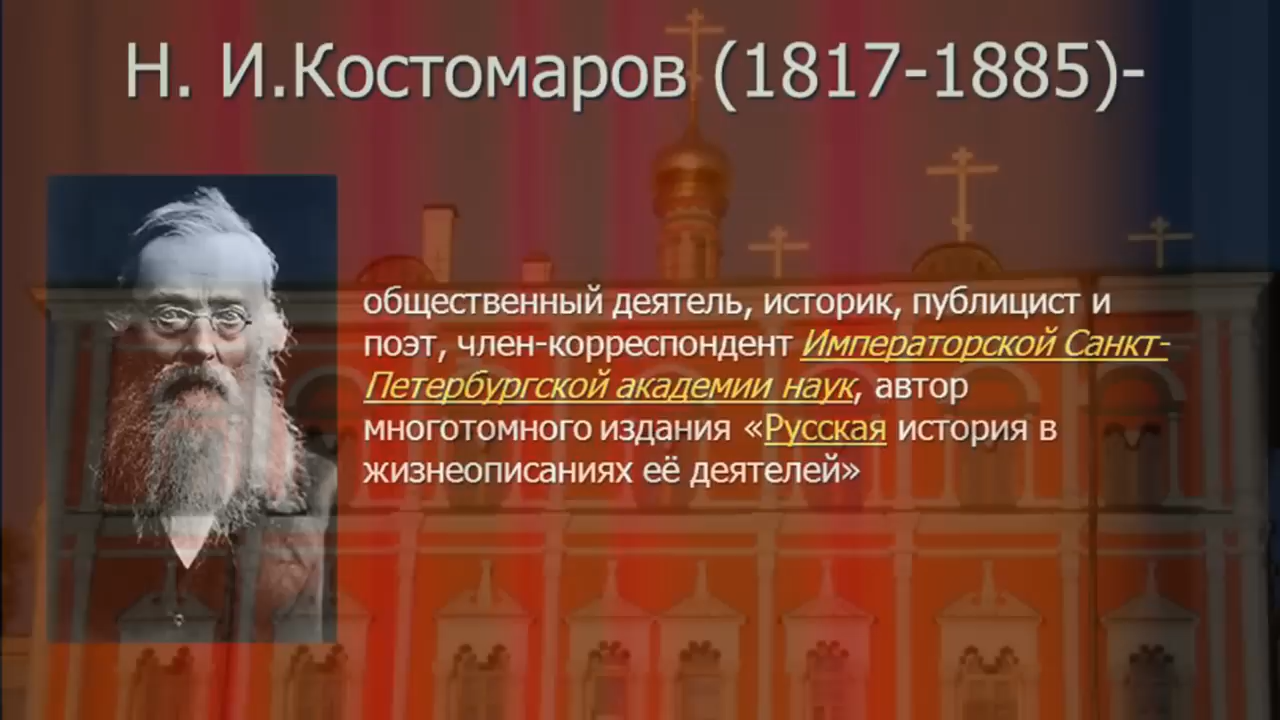 Н. И.Костомаров (1817-1885)-
общественный деятель, историк, публицист и
поэт, член-корреспондент Императорской Санкт-
Петербургской академии наук, автор
многотомного издания «Русская история в
жизнеописаниях её деятелей»